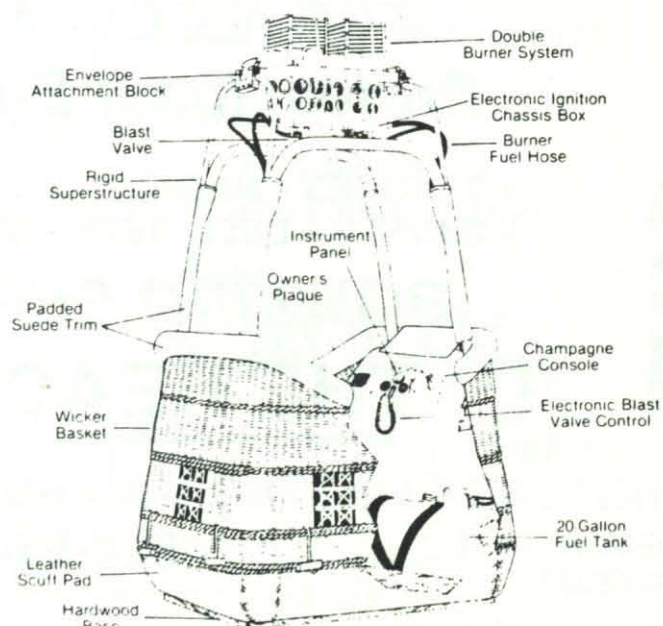 Double
Burner System
Envelope
Attachment Block
Electronic Ignition
Chassis Box
Blast
Valve
Burner
Fuel Hose
Rigid
Superstructure
Instrument
Panel
Owner's
Plaque
Padded
Suede Trim
Champagne
Console
Wicker
Basket
Electronic Blast
Valve Control
20 Gallon
Fuel Tank
Leather
Scuff Pad
Hardwood
Base